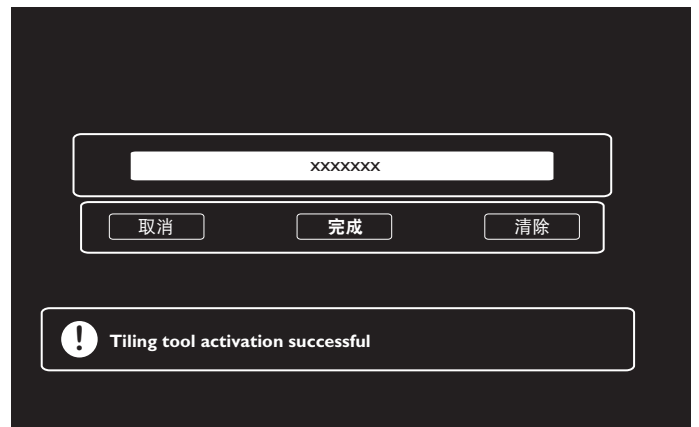 xxxxxxx
取消 完成 清除
! Tiling tool activation successful